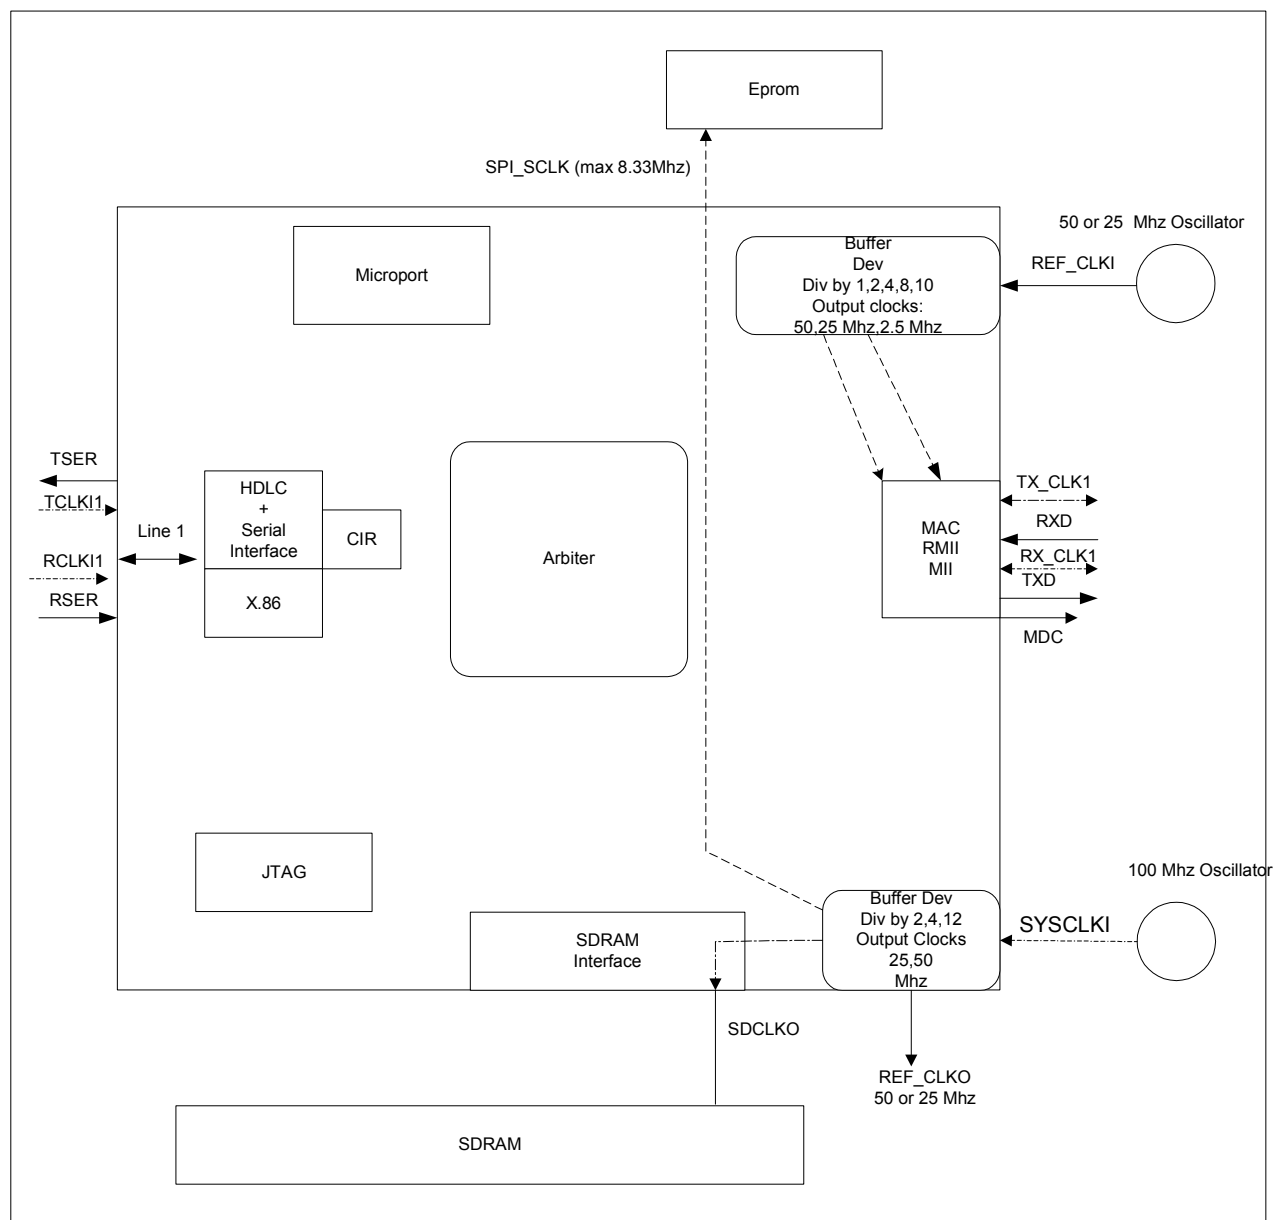 Eprom
SPI_SCLK (max 8.33Mhz)
50 or 25 Mhz Oscillator
REF_CLKI
Buffer
Dev
Div by 1,2,4,8,10
Output clocks:
50,25 Mhz,2.5 Mhz
Microport
TSER
TCLKI1
Line 1
RCLKI1
RSER
HDLC
+
Serial
Interface
CIR
X.86
Arbiter
MAC
RMII
MII
TX_CLK1
RXD
RX_CLK1
TXD
MDC
JTAG
SDRAM
Interface
Buffer Dev
Div by 2,4,12
Output Clocks
25,50
Mhz
100 Mhz Oscillator
SYSCLKI
SDCLKO
REF_CLKO
50 or 25 Mhz
SDRAM